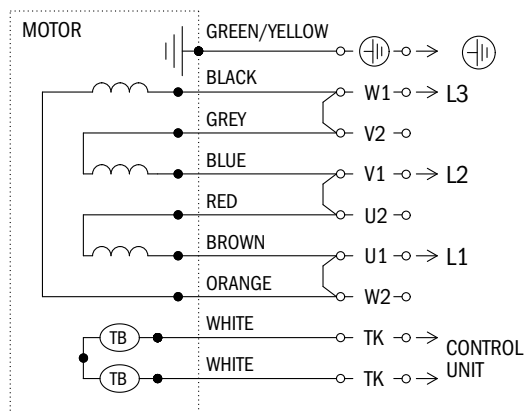 MOTOR
GREEN/YELLOW
BLACK W1 L3
GREY V2
BLUE V1 L2
RED U2
BROWN U1 L1
ORANGE W2
TB WHITE TK
TB WHITE TK
CONTROL
UNIT